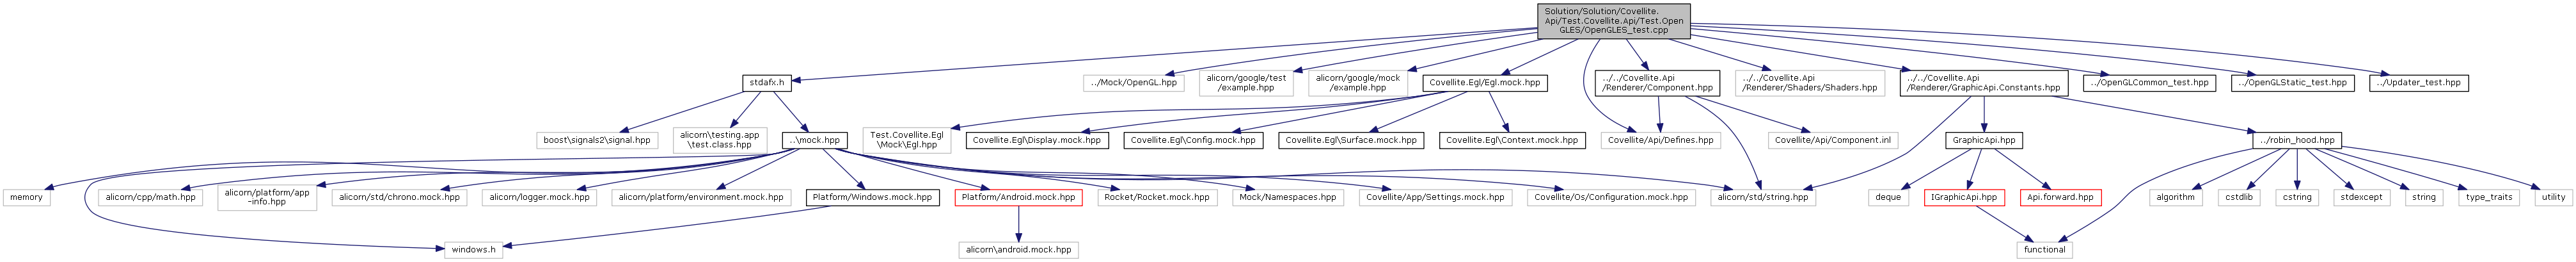 Solution/Solution/Covellite.
Api/Test.Covellite.Api/Test.Open
GLES/OpenGLES_test.cpp
stdafx.h
../Mock/OpenGL.hpp
alicorn/google/test
/example.hpp
alicorn/google/mock
/example.hpp
Covellite.Egl/Egl.mock.hpp
../../Covellite.Api
/Renderer/Component.hpp
../../Covellite.Api
/Renderer/Shaders/Shaders.hpp
../../Covellite.Api
/Renderer/GraphicApi.Constants.hpp
../OpenGLCommon_test.hpp
../OpenGLStatic_test.hpp
../Updater_test.hpp
boost\signals2\signal.hpp
alicorn\testing.app
\test.class.hpp
..\mock.hpp
Test.Covellite.Egl
\Mock\Egl.hpp
Covellite.Egl\Display.mock.hpp
Covellite.Egl\Config.mock.hpp
Covellite.Egl\Surface.mock.hpp
Covellite.Egl\Context.mock.hpp
Covellite/Api/Defines.hpp
Covellite/Api/Component.inl
GraphicApi.hpp
../robin_hood.hpp
memory
alicorn/cpp/math.hpp
alicorn/platform/app
-info.hpp
alicorn/std/chrono.mock.hpp
alicorn/logger.mock.hpp
alicorn/platform/environment.mock.hpp
Platform/Windows.mock.hpp
Platform/Android.mock.hpp
Rocket/Rocket.mock.hpp
Mock/Namespaces.hpp
Covellite/App/Settings.mock.hpp
Covellite/Os/Configuration.mock.hpp
alicorn/std/string.hpp
deque
IGraphicApi.hpp
Api.forward.hpp
algorithm
cstdlib
cstring
stdexcept
string
type_traits
utility
windows.h
alicorn\android.mock.hpp
functional